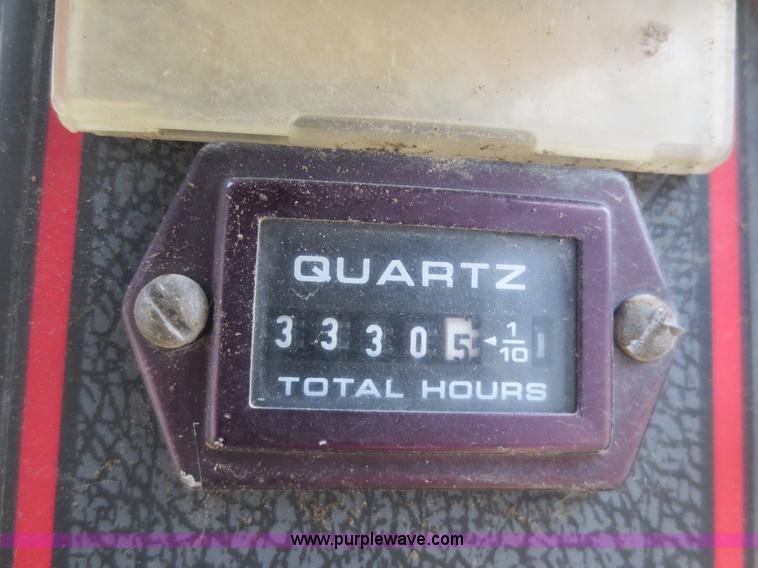 QUARTZ
33305 ◄ 1/10
TOTAL HOURS
www.purplewave.com